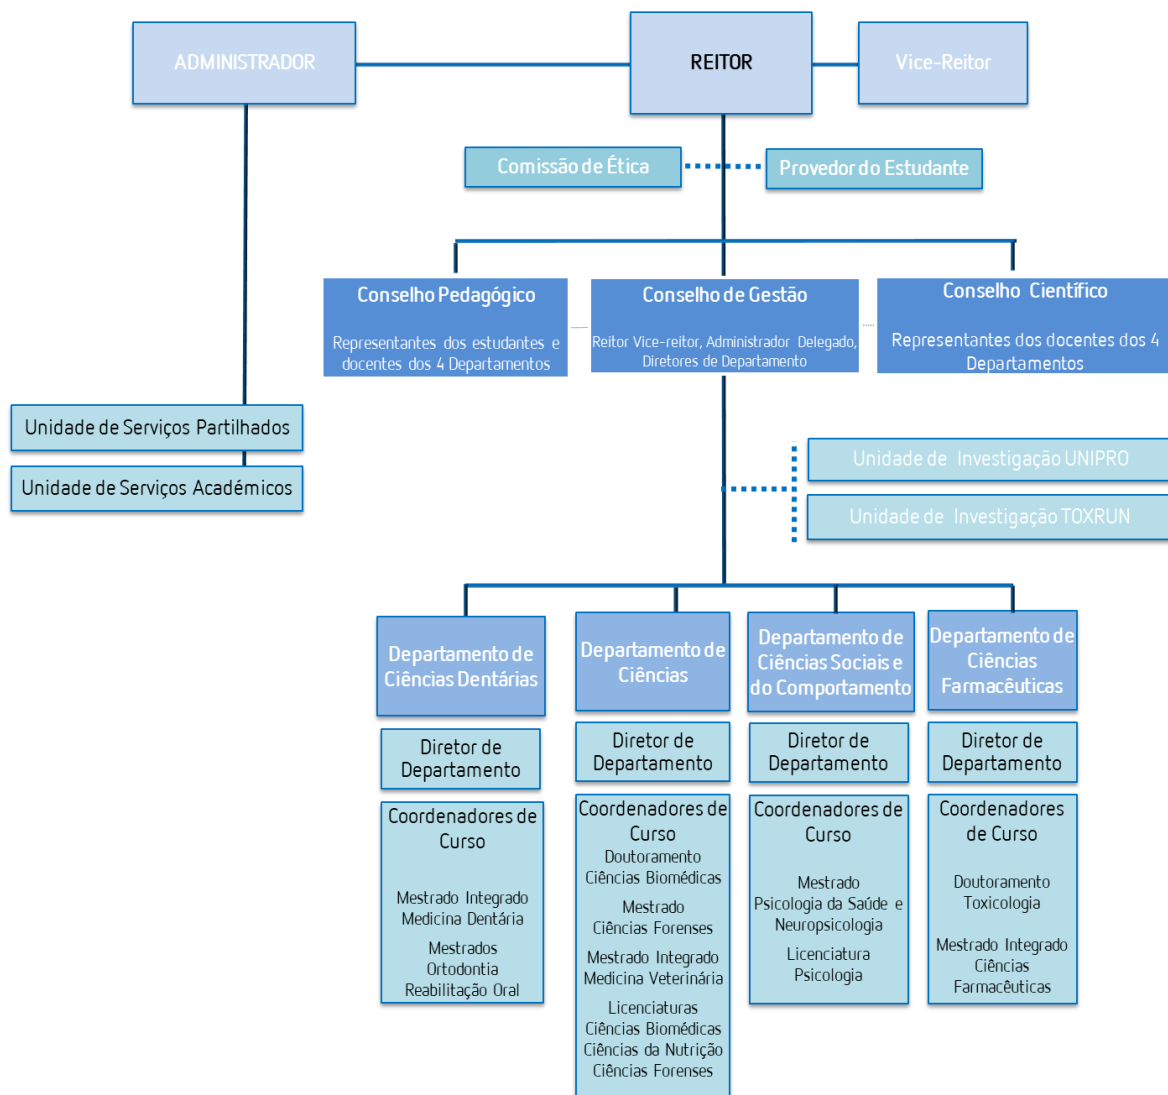 ADMINISTRADOR
REITOR
Vice-Reitor
Comissão de Ética
Provedor do Estudante
Conselho Pedagógico
Representantes dos estudantes e
docentes dos 4 Departamentos
Conselho de Gestão
Reitor Vice-reitor, Administrador Delegado,
Diretores de Departamento
Conselho Científico
Representantes dos docentes dos 4
Departamentos
Unidade de Serviços Partilhados
Unidade de Serviços Académicos
Unidade de Investigação UNIPRO
Unidade de Investigação TOXRUN
Departamento de
Ciências Dentárias
Diretor de
Departamento
Coordenadores de
Curso
Mestrado Integrado
Medicina Dentária
Mestrados
Ortodontia
Reabilitação Oral
Departamento de
Ciências
Diretor de
Departamento
Coordenadores de
Curso
Doutoramento
Ciências Biomédicas
Mestrado
Ciências Forenses
Mestrado Integrado
Medicina Veterinária
Licenciaturas
Ciências Biomédicas
Ciências da Nutrição
Ciências Forenses
Departamento de
Ciências Sociais e
do Comportamento
Diretor de
Departamento
Coordenadores de
Curso
Mestrado
Psicologia da Saúde e
Neuropsicologia
Licenciatura
Psicologia
Departamento de
Ciências
Farmacêuticas
Diretor de
Departamento
Coordenadores
de Curso
Doutoramento
Toxicologia
Mestrado Integrado
Ciências
Farmacêuticas